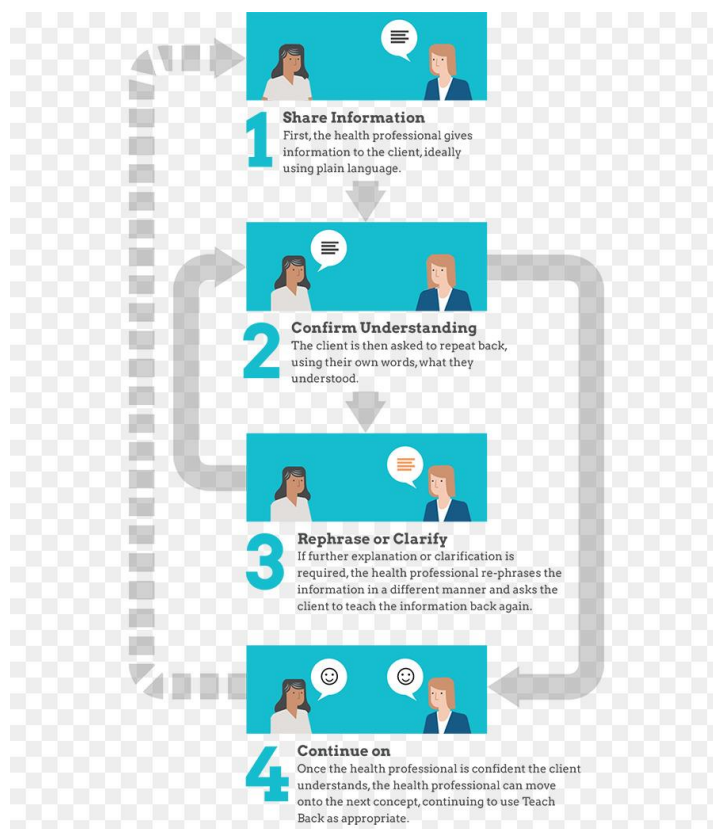 1
Share Information
First, the health professional gives
information to the client, ideally
using plain language.
2
Confirm Understanding
The client is then asked to repeat back,
using their own words, what they
understood.
3
Rephrase or Clarify
If further explanation or clarification is
required, the health professional re-phrases the
information in a different manner and asks the
client to teach the information back again.
4
Continue on
Once the health professional is confident the client
understands, the health professional can move
onto the next concept, continuing to use Teach
Back as appropriate.